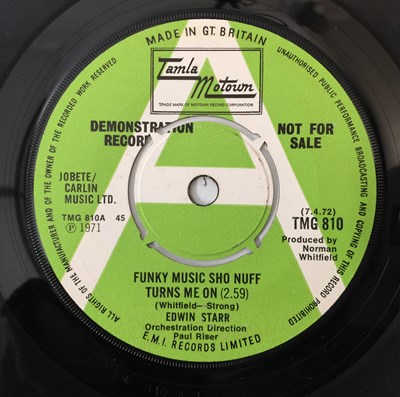 MADE IN GT. BRITAIN
ALL RIGHTS OF THE MANUFACTURER AND OF THE OWNER OF THE RECORDED WORK RESERVED
UNAUTHORISED PUBLIC PERFORMANCE BROADCASTING AND COPYING OF THIS RECORD PROHIBITED
Tamla
Motown
TRADE MARK OF MOTOWN RECORD CORPORATION
DEMONSTRATION
RECORD
NOT FOR
SALE
JOBETE/
CARLIN
MUSIC LTD.
TMG 810A 45
Ⓟ 1971
(7.4.72)
TMG 810
Produced by
Norman
Whitfield
FUNKY MUSIC SHO NUFF
TURNS ME ON (2.59)
(Whitfield—Strong)
EDWIN STARR
Orchestration Direction
Paul Riser
E.M.I. RECORDS LIMITED
A